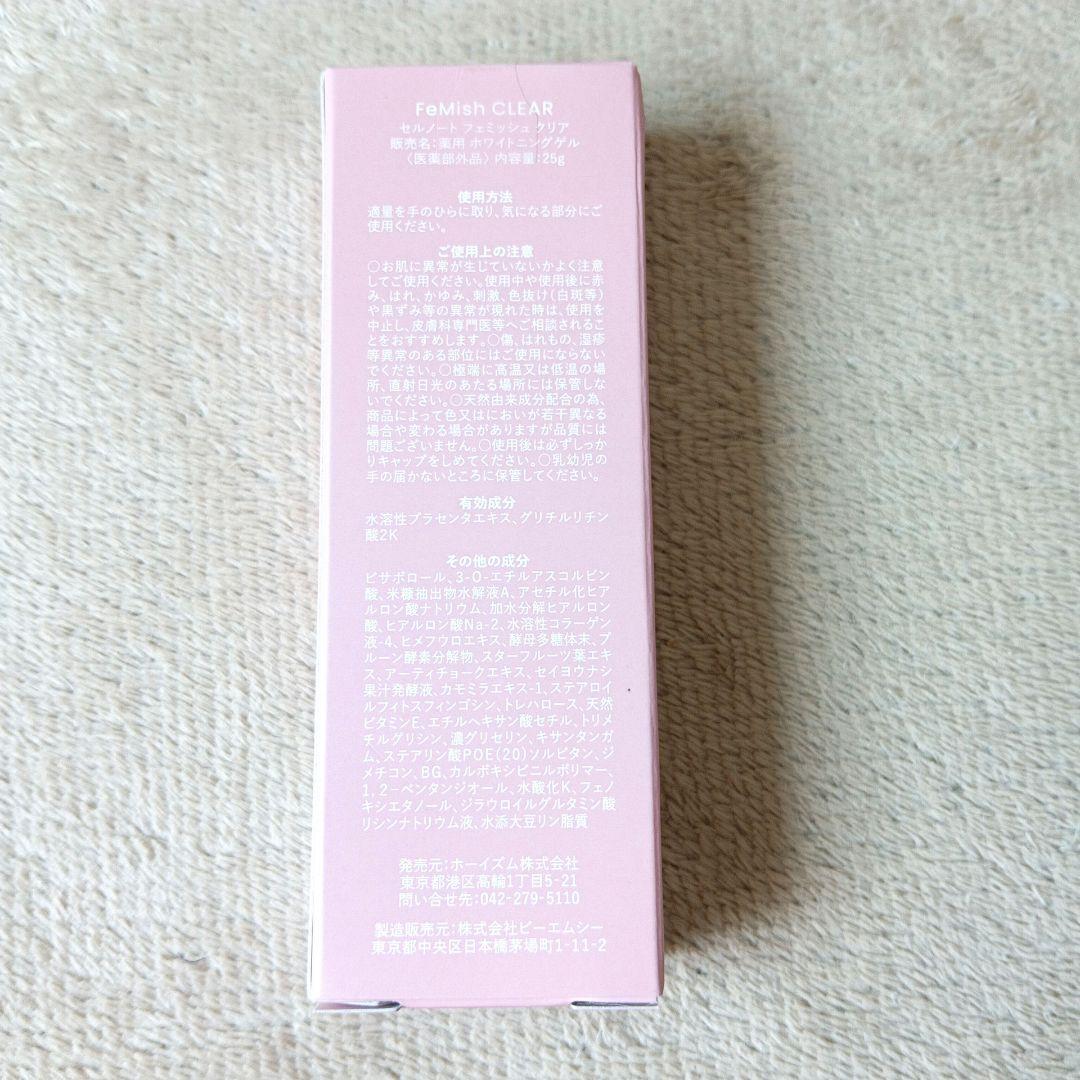 FeMish CLEAR
セルノート フェミッシュ クリア
販売名:薬用 ホワイトニングゲル
〈医薬部外品〉 内容量:25g
使用方法
適量を手のひらに取り、気になる部分にご
使用ください。
ご使用上の注意
○お肌に異常が生じていないかよく注意
してご使用ください。使用中や使用後に赤
み、はれ、かゆみ、刺激、色抜け(白斑等)
や黒ずみ等の異常が現れた時は、使用を
中止し、皮膚科専門医等へご相談されるこ
とをおすすめします。○傷、はれもの、湿疹
等異常のある部位にはご使用にならない
でください。○極端に高温又は低温の場
所、直射日光のあたる場所には保管しな
いでください。○天然由来成分配合の為、
商品によって色又はにおいが若干異なる
場合や変わる場合がありますが品質には
問題ございません。○使用後は必ずしっか
りキャップをしめてください。○乳幼児の
手の届かないところに保管してください。
有効成分
水溶性プラセンタエキス、グリチルリチン
酸2K
その他の成分
ビサボロール、3-O-エチルアスコルビン
酸、米糠抽出物水解液A、アセチル化ヒア
ルロン酸ナトリウム、加水分解ヒアルロン
酸、ヒアルロン酸Na-2、水溶性コラーゲン
液-4、ヒメフウロエキス、酵母多糖体末、プ
ルーン酵素分解物、スターフルーツ葉エキ
ス、アーティチョークエキス、セイヨウナシ
果汁発酵液、カモミラエキス-1、ステアロイ
ルフィトスフィンゴシン、トレハロース、天然
ビタミンE、エチルヘキサン酸セチル、トリメ
チルグリシン、濃グリセリン、キサンタンガ
ム、ステアリン酸POE(20)ソルビタン、ジ
メチコン、BG、カルボキシビニルポリマー、
1,2-ペンタンジオール、水酸化K、フェノ
キシエタノール、ジラウロイルグルタミン酸
リシンナトリウム液、水添大豆リン脂質
発売元:ホーイズム株式会社
東京都港区高輪1丁目5-21
問い合せ先:042-279-5110
製造販売元:株式会社ビーエムシー
東京都中央区日本橋茅場町1-11-2